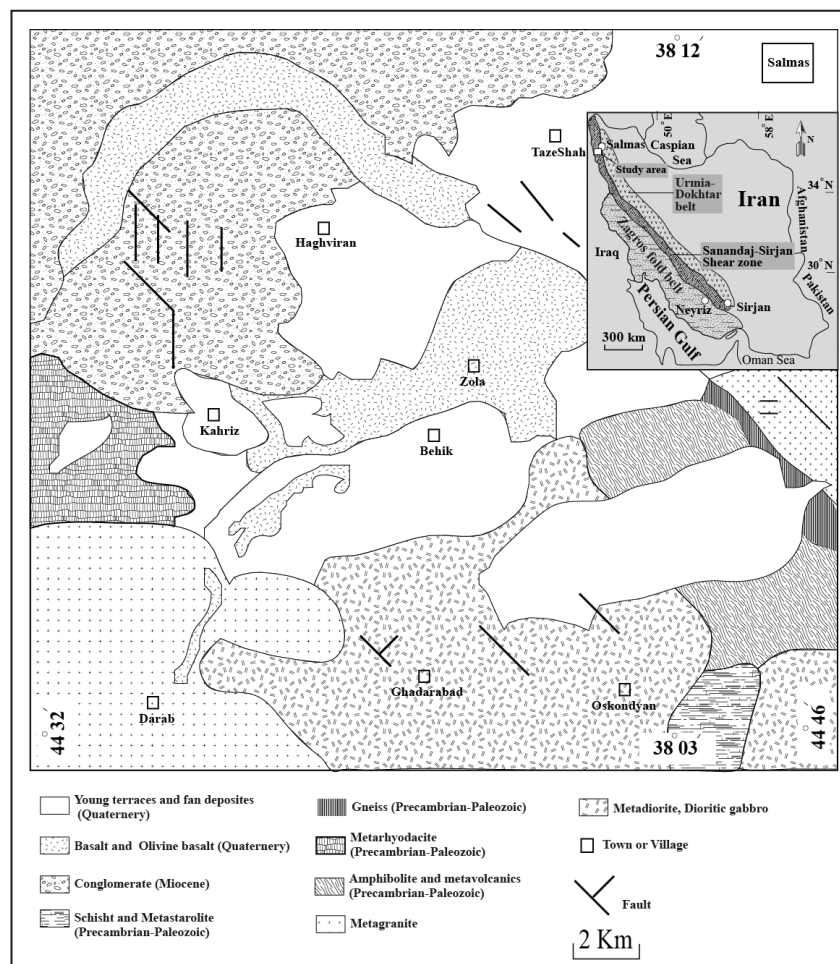 38° 12´
Salmas
50 E
58 E
Salmas
Caspian
Sea
N
Study area
Urmia-
Dokhtar
belt
Iran
34° N
Afghanistan
Iraq
Zagros fold belt
Sanandaj-Sirjan
Shear zone
30° N
Pakistan
Neyriz
Sirjan
Persian Gulf
300 km
Oman Sea
TazeShah
Haghviran
Zola
Kahriz
Behik
Ghadarabad
Oskondyan
Darab
44° 32´
38° 03´
44° 46´
Young terraces and fan deposites
(Quaternery)
Basalt and Olivine basalt (Quaternery)
Conglomerate (Miocene)
Schisht and Metastarolite
(Precambrian-Paleozoic)
Gneiss (Precambrian-Paleozoic)
Metarhyodacite
(Precambrian-Paleozoic)
Amphibolite and metavolcanics
(Precambrian-Paleozoic)
Metagranite
Metadiorite, Dioritic gabbro
Town or Village
Fault
2 Km